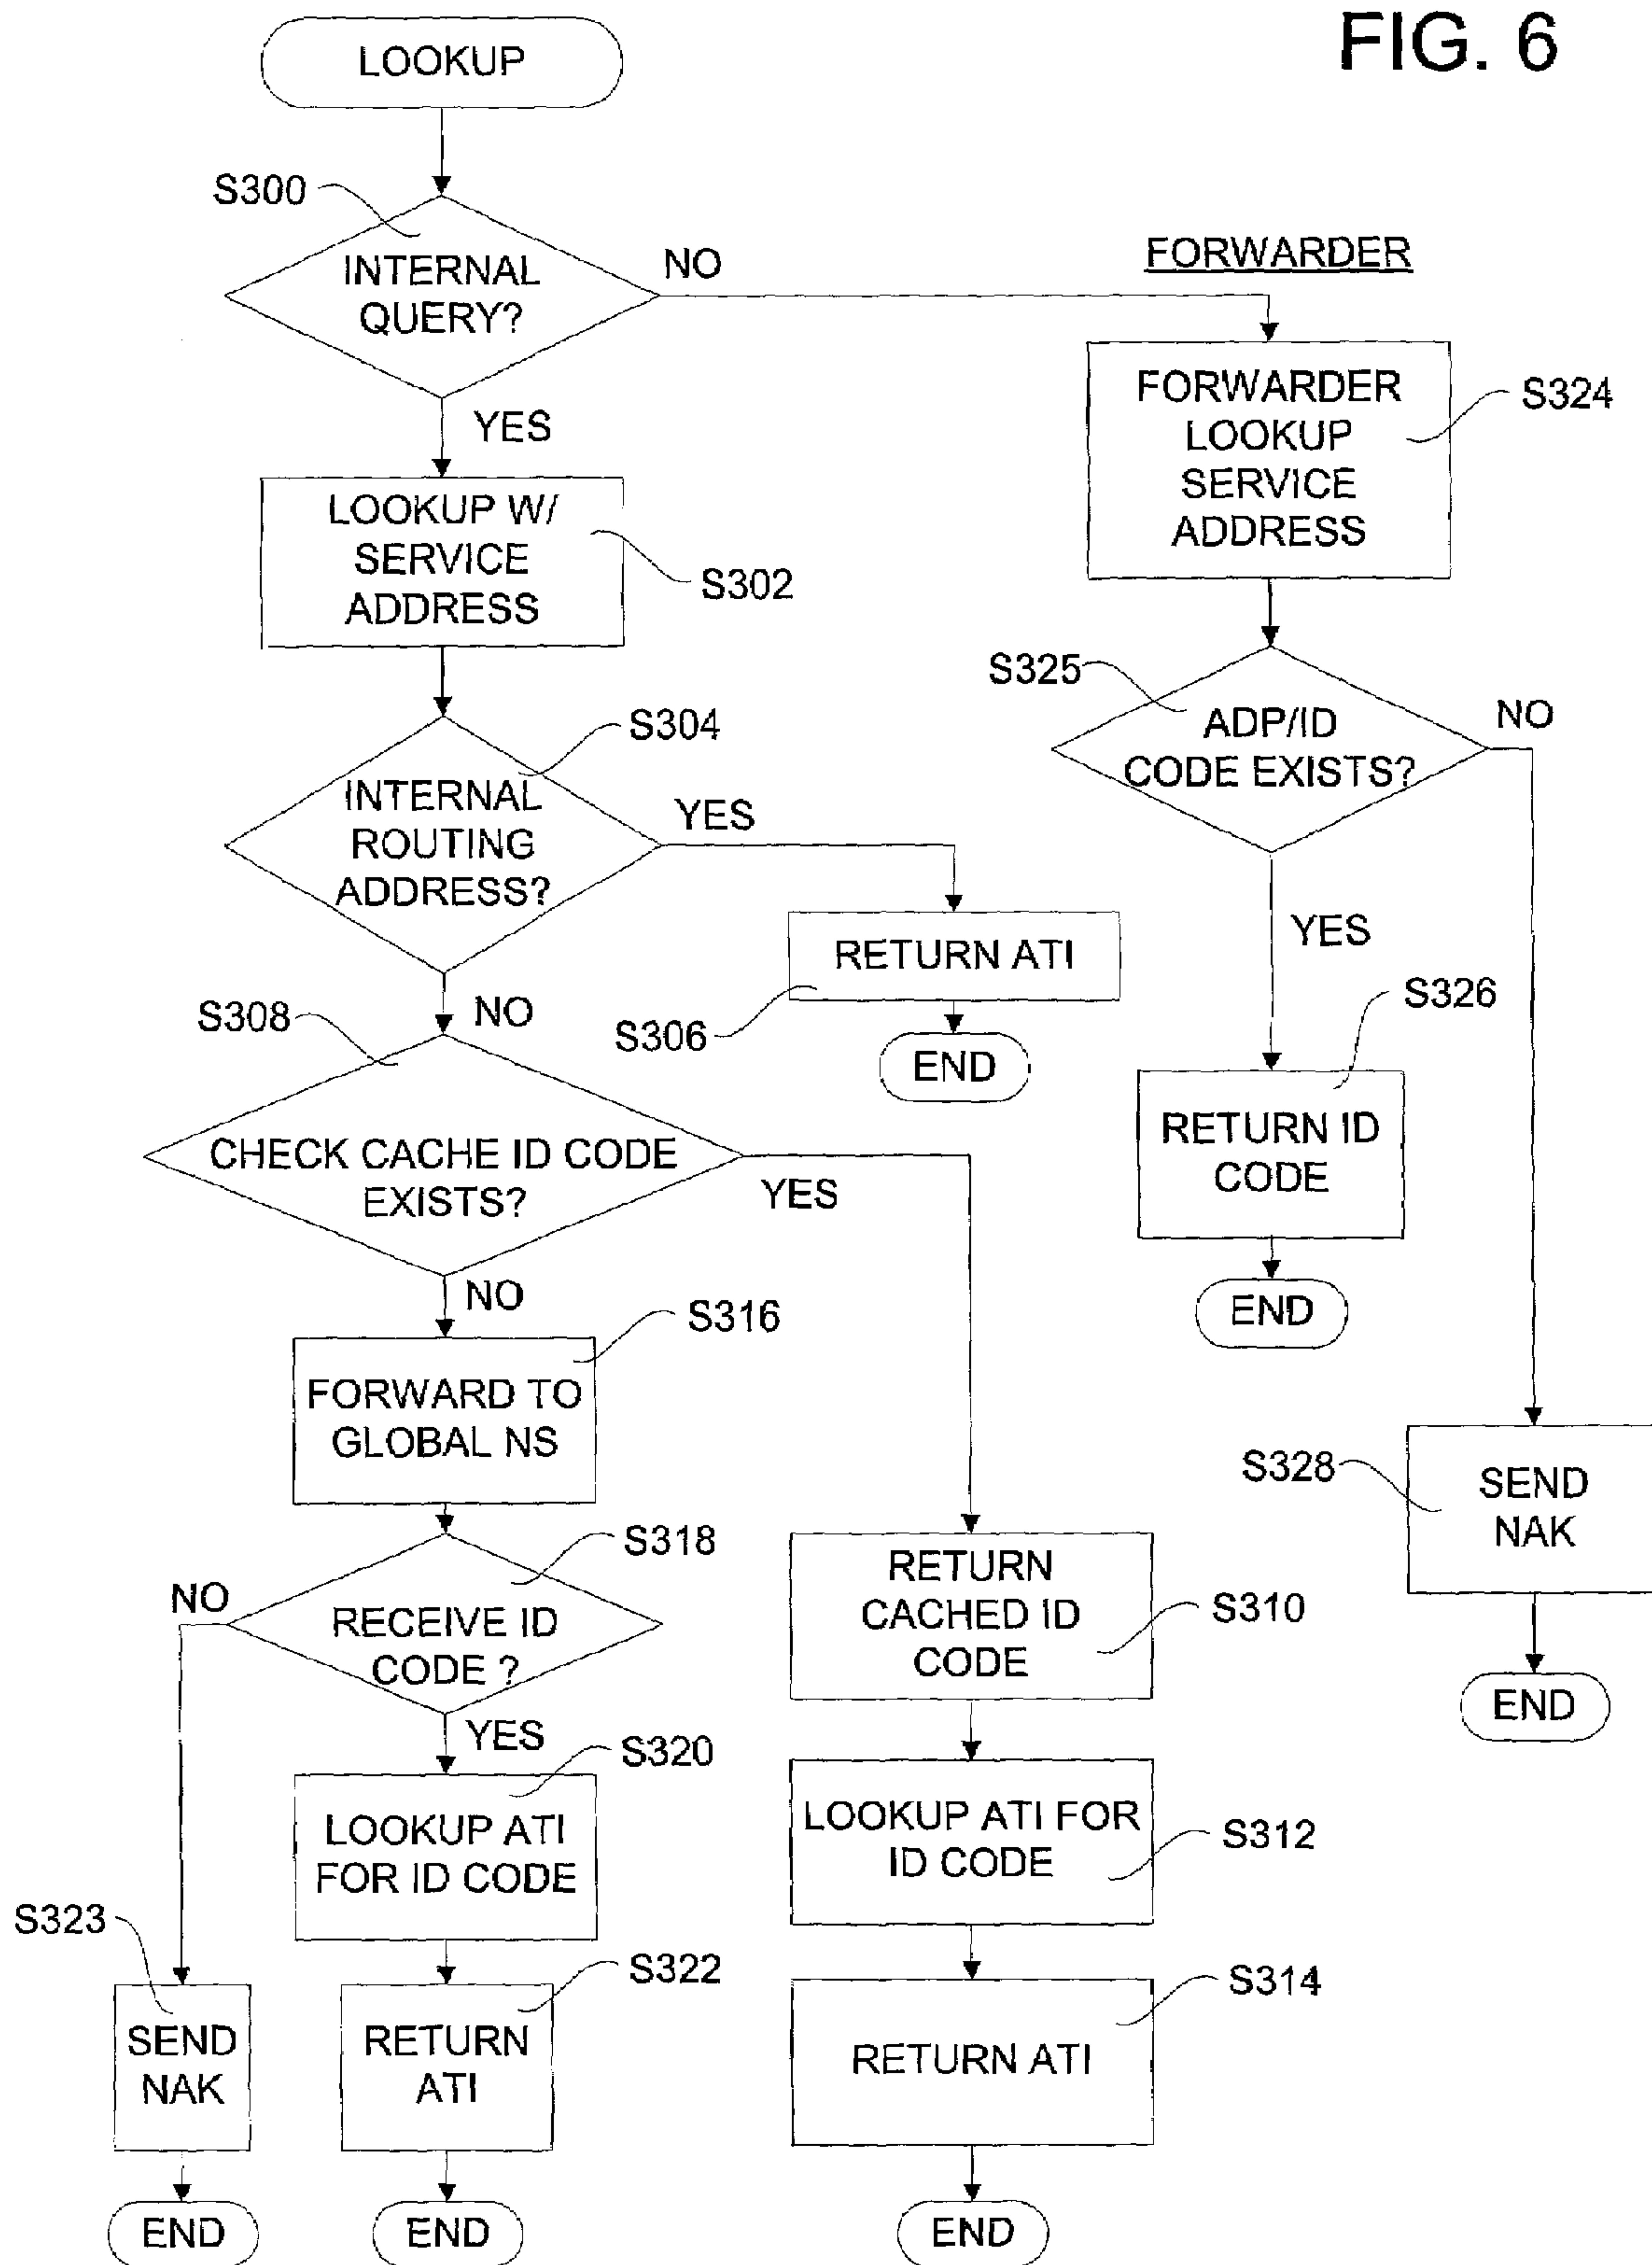 FIG. 6
LOOKUP
S300
INTERNAL
QUERY?
NO
YES
FORWARDER
LOOKUP W/
SERVICE
ADDRESS
S302
FORWARDER
LOOKUP
SERVICE
ADDRESS
S324
S304
INTERNAL
ROUTING
ADDRESS?
YES
NO
S325
ADP/ID
CODE EXISTS?
NO
YES
RETURN ATI
S306
END
S308
CHECK CACHE ID CODE
EXISTS?
YES
NO
S326
RETURN ID
CODE
END
S316
FORWARD TO
GLOBAL NS
S328
SEND
NAK
END
S318
RECEIVE ID
CODE ?
NO
YES
RETURN
CACHED ID
CODE
S310
S320
LOOKUP ATI
FOR ID CODE
LOOKUP ATI FOR
ID CODE
S312
S323
SEND
NAK
END
S322
RETURN
ATI
END
S314
RETURN ATI
END